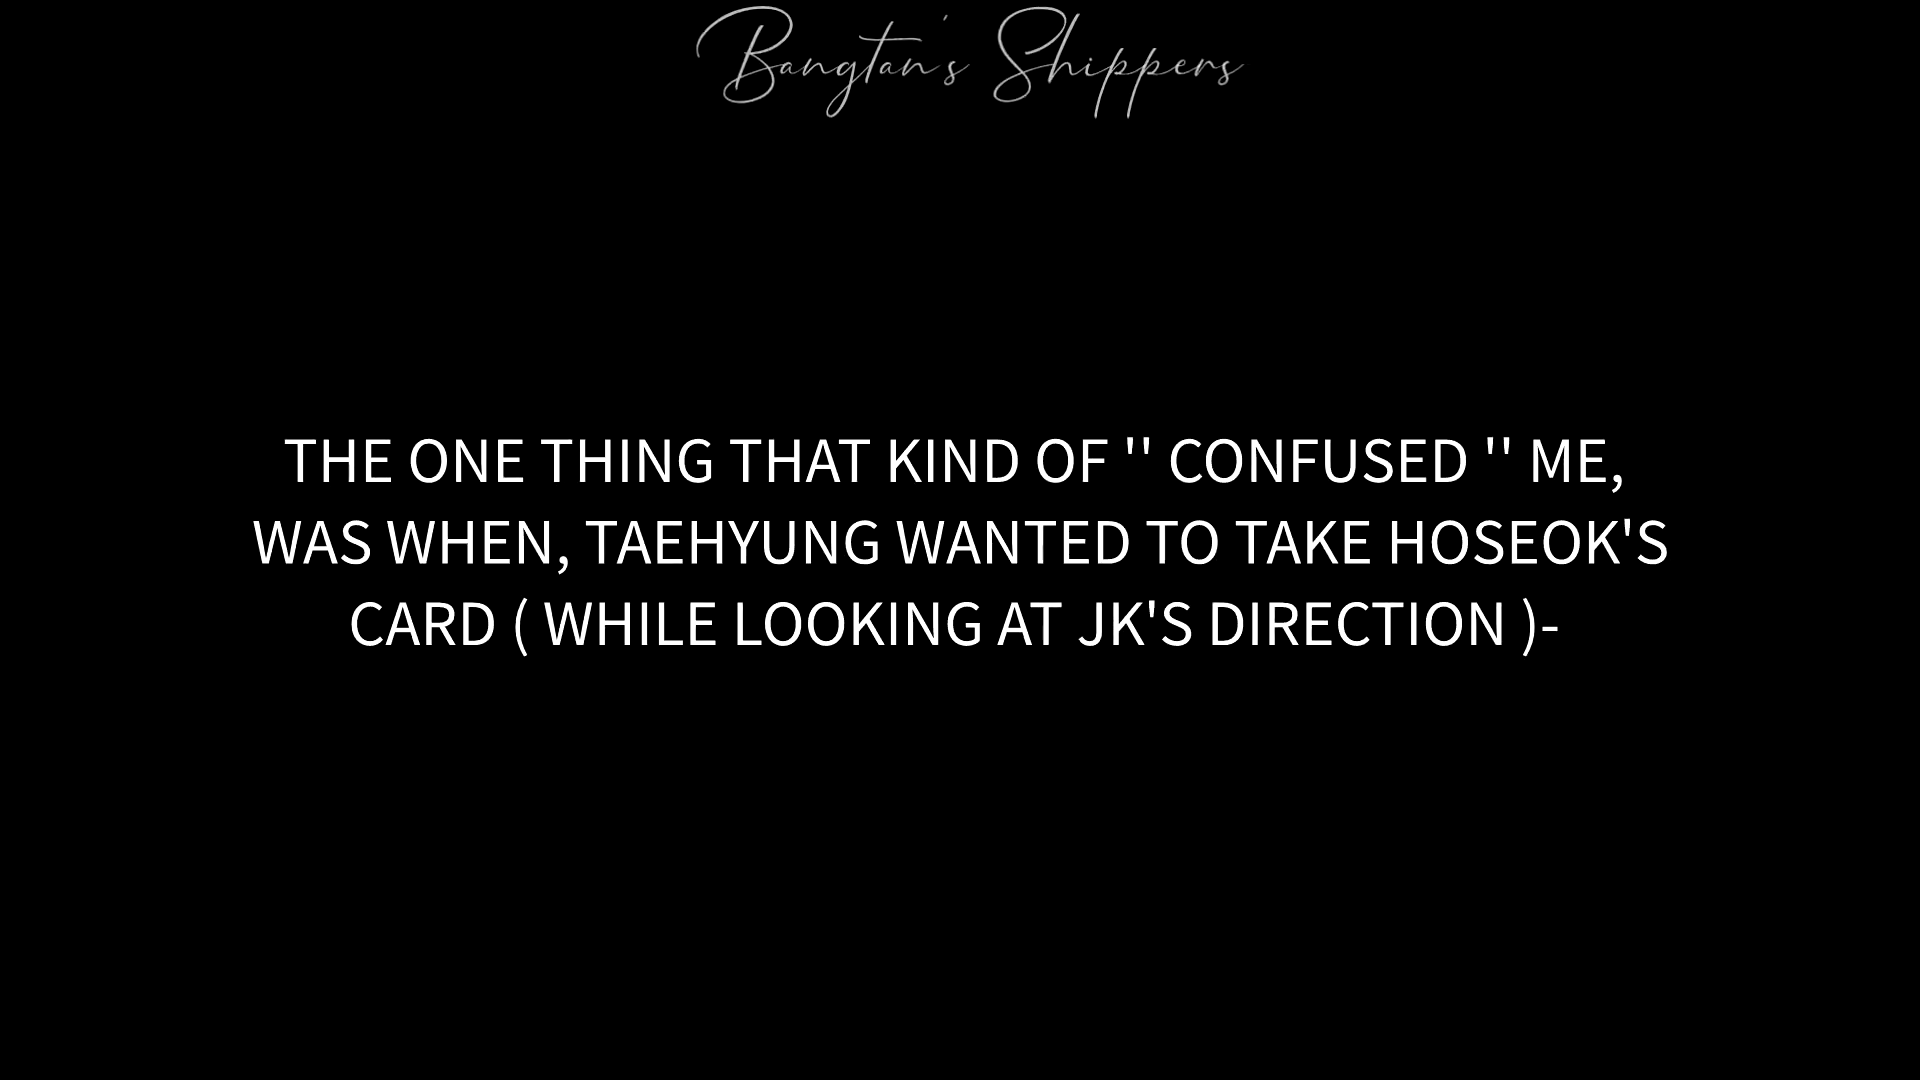 Bangtan's Shippers
THE ONE THING THAT KIND OF '' CONFUSED '' ME,
WAS WHEN, TAEHYUNG WANTED TO TAKE HOSEOK'S
CARD ( WHILE LOOKING AT JK'S DIRECTION )-